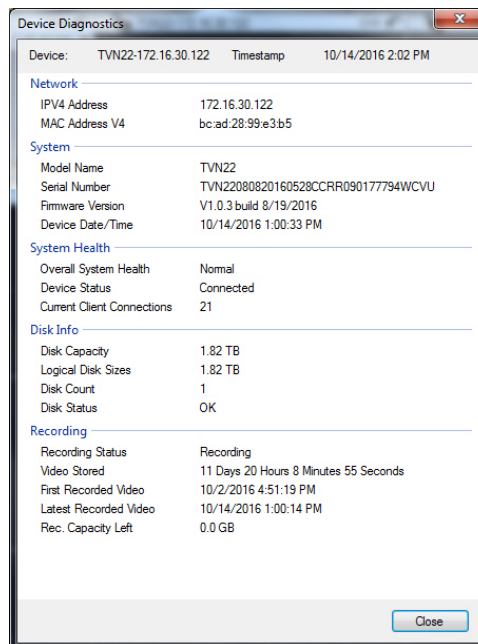 Device Diagnostics
Device: TVN22-172.16.30.122 Timestamp 10/14/2016 2:02 PM
Network
IPV4 Address 172.16.30.122
MAC Address V4 bc:ad:28:99:e3:b5
System
Model Name TVN22
Serial Number TVN22080820160528CCRR090177794WCVU
Firmware Version V1.0.3 build 8/19/2016
Device Date/Time 10/14/2016 1:00:33 PM
System Health
Overall System Health Normal
Device Status Connected
Current Client Connections 21
Disk Info
Disk Capacity 1.82 TB
Logical Disk Sizes 1.82 TB
Disk Count 1
Disk Status OK
Recording
Recording Status Recording
Video Stored 11 Days 20 Hours 8 Minutes 55 Seconds
First Recorded Video 10/2/2016 4:51:19 PM
Latest Recorded Video 10/14/2016 1:00:14 PM
Rec. Capacity Left 0.0 GB
Close